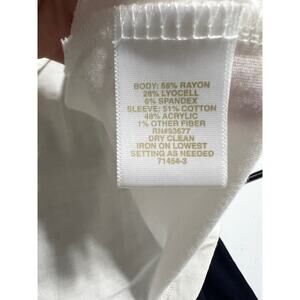 BODY: 66% RAYON
28% LYOCELL
6% SPANDEX
SLEEVE: 51% COTTON
48% ACRYLIC
1% OTHER FIBER
RN#93677
DRY CLEAN
IRON ON LOWEST
SETTING AS NEEDED
71454-3